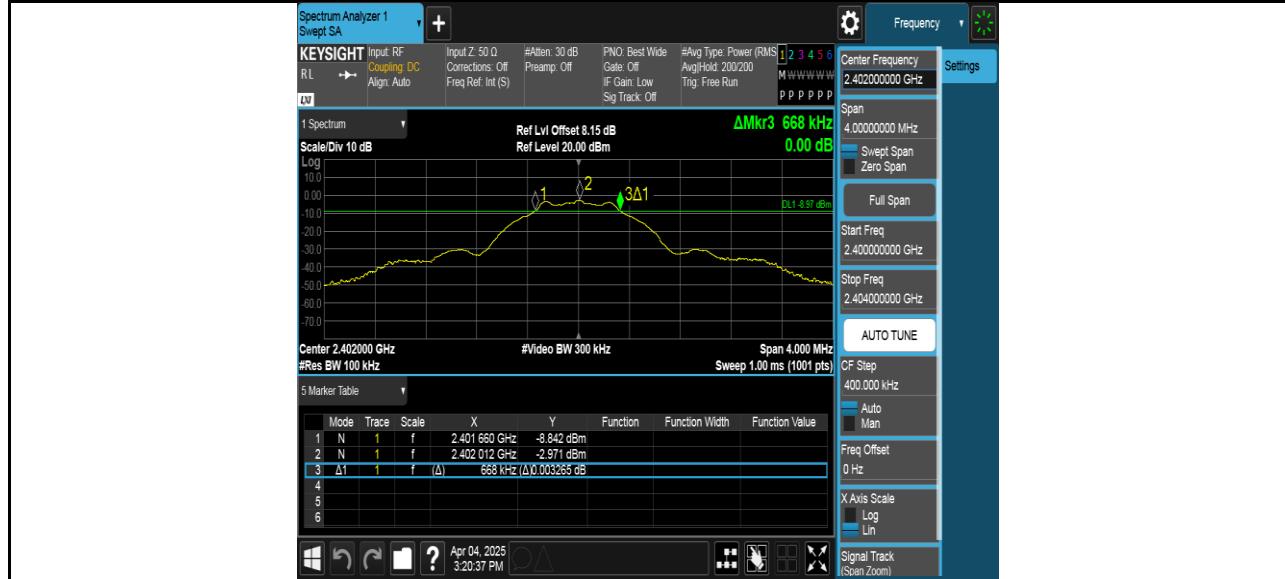 Spectrum Analyzer 1
Swept SA
+
Frequency
KEYSIGHT
RL
LXI
Input: RF
Coupling: DC
Align: Auto
Input Z: 50 Ω
Corrections: Off
Freq Ref: Int (S)
#Atten: 30 dB
Preamp: Off
PNO: Best Wide
Gate: Off
IF Gain: Low
Sig Track: Off
#Avg Type: Power (RMS
Avg|Hold: 200/200
Trig: Free Run
1 2 3 4 5 6
M W W W W W
P P P P P P
1 Spectrum
Scale/Div 10 dB
Ref Lvl Offset 8.15 dB
Ref Level 20.00 dBm
ΔMkr3 668 kHz
0.00 dB
Log
10.0
0.00
-10.0
-20.0
-30.0
-40.0
-50.0
-60.0
-70.0
1
2
3Δ1
DL1 -8.97 dBm
Center 2.402000 GHz
#Video BW 300 kHz
Span 4.000 MHz
#Res BW 100 kHz
Sweep 1.00 ms (1001 pts)
5 Marker Table
Mode Trace Scale X Y Function Function Width Function Value
1 N 1 f 2.401 660 GHz -8.842 dBm
2 N 1 f 2.402 012 GHz -2.971 dBm
3 Δ1 1 f (Δ) 668 kHz (Δ) 0.003265 dB
4
5
6
Apr 04, 2025
3:20:37 PM
?
Center Frequency
2.402000000 GHz
Settings
Span
4.00000000 MHz
Swept Span
Zero Span
Full Span
Start Freq
2.400000000 GHz
Stop Freq
2.404000000 GHz
AUTO TUNE
CF Step
400.000 kHz
Auto
Man
Freq Offset
0 Hz
X Axis Scale
Log
Lin
Signal Track
(Span Zoom)